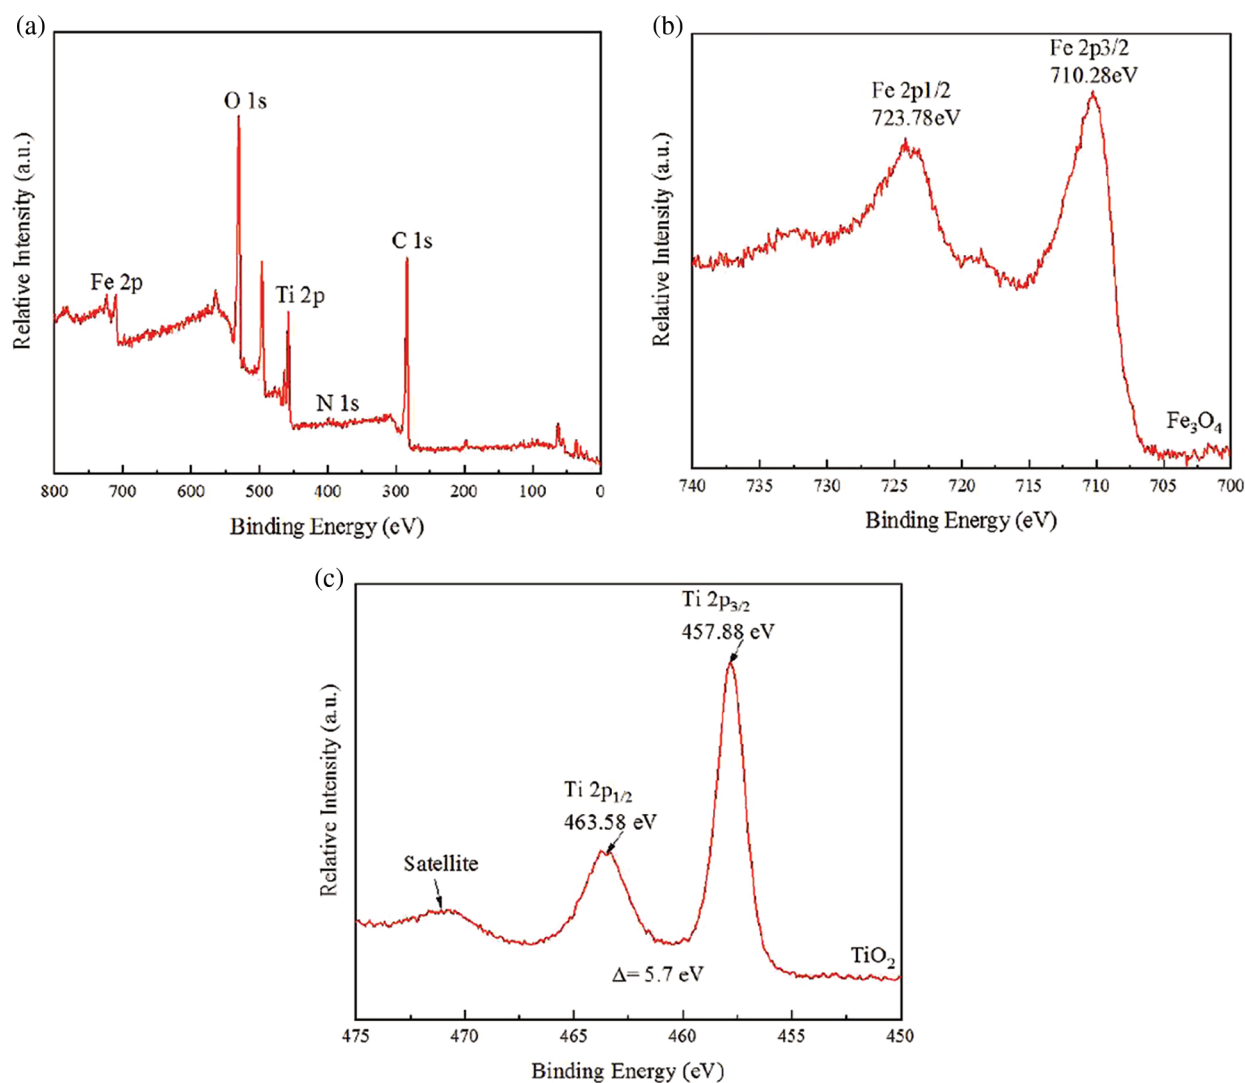 (a)
Relative Intensity (a.u.)
O 1s
C 1s
Fe 2p
Ti 2p
N 1s
800 700 600 500 400 300 200 100 0
Binding Energy (eV)
(b)
Relative Intensity (a.u.)
Fe 2p3/2
710.28eV
Fe 2p1/2
723.78eV
Fe₃O₄
740 735 730 725 720 715 710 705 700
Binding Energy (eV)
(c)
Relative Intensity (a.u.)
Ti 2p₃/₂
457.88 eV
Ti 2p₁/₂
463.58 eV
Satellite
TiO₂
Δ= 5.7 eV
475 470 465 460 455 450
Binding Energy (eV)